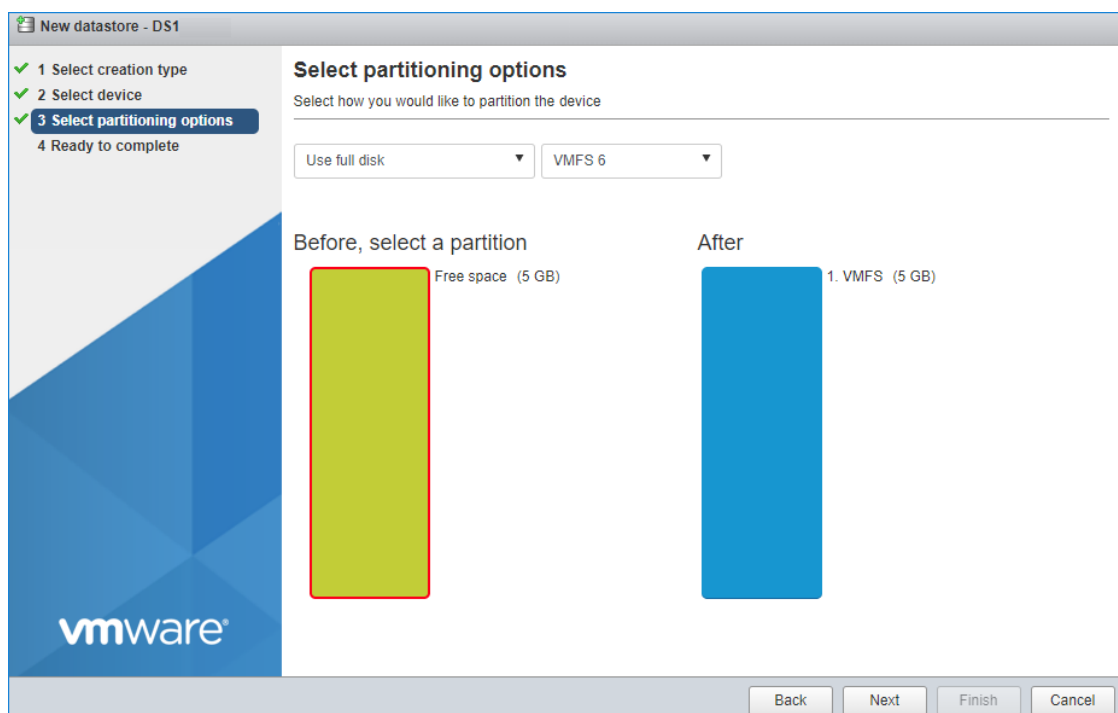 New datastore - DS1
1 Select creation type
2 Select device
3 Select partitioning options
4 Ready to complete
vmware®
Select partitioning options
Select how you would like to partition the device
Use full disk
VMFS 6
Before, select a partition
After
Free space (5 GB)
1. VMFS (5 GB)
Back
Next
Finish
Cancel